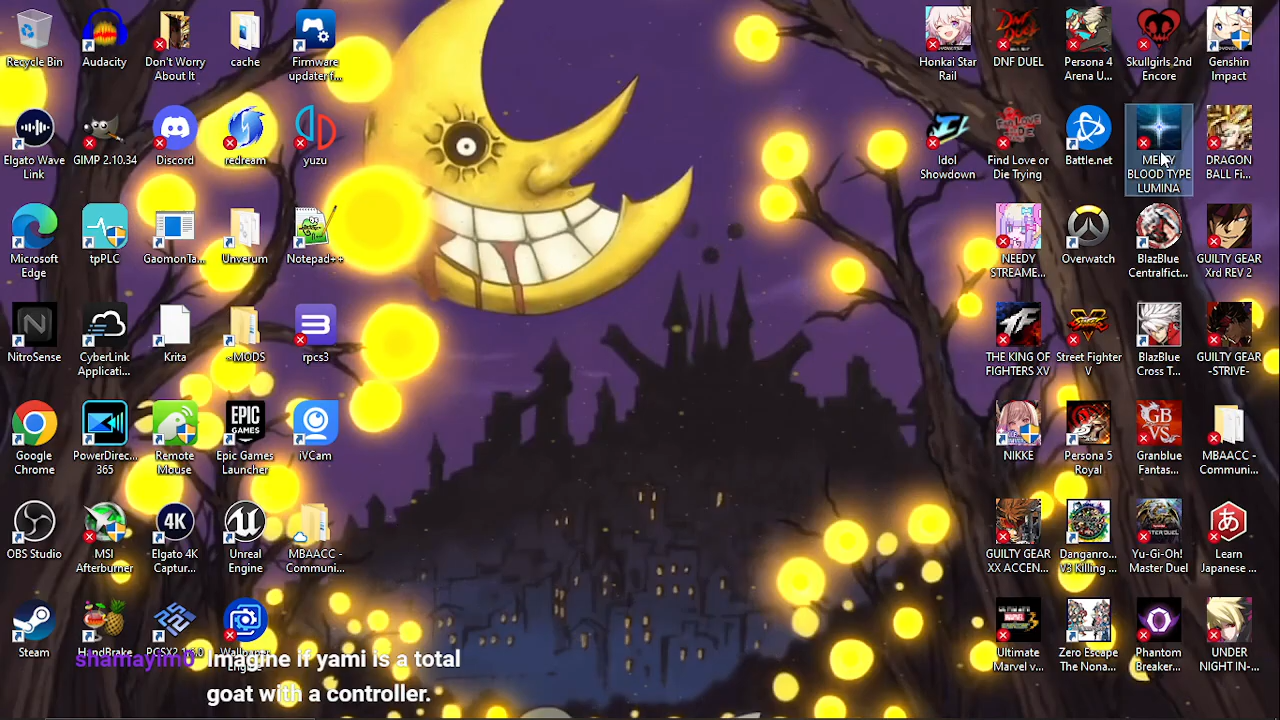 Recycle Bin
Audacity
Don't Worry
About It
cache
Firmware
updater f...
Elgato Wave
Link
GIMP 2.10.34
Discord
redream
yuzu
Microsoft
Edge
tpPLC
GaomonTa...
Unverum
Notepad++
NitroSense
CyberLink
Applicati...
Krita
~MODS
rpcs3
Google
Chrome
PowerDirec...
365
Remote
Mouse
EPIC
GAMES
Epic Games
Launcher
iVCam
OBS Studio
MSI
Afterburner
4K
Elgato 4K
Captur...
Unreal
Engine
MBAACC -
Communi...
Steam
HandBrake
shamayim0 Imagine if yami is a total
goat with a controller.
Honkai Star
Rail
DNF DUEL
Persona 4
Arena U...
Skullgirls 2nd
Encore
Genshin
Impact
Idol
Showdown
Find Love or
Die Trying
Battle.net
BLOOD TYPE
LUMINA
DRAGON
BALL Fi...
NEEDY
STREAME...
Overwatch
BlazBlue
Centralfict...
GUILTY GEAR
Xrd REV 2
THE KING OF
FIGHTERS XV
Street Fighter
V
BlazBlue
Cross T...
GUILTY GEAR
-STRIVE-
NIKKE
Persona 5
Royal
GB
VS
Granblue
Fantas...
MBAACC -
Communi...
GUILTY GEAR
XX ACCEN...
Danganro...
V3 Killing ...
Yu-Gi-Oh!
Master Duel
あ
Learn
Japanese ...
Ultimate
Marvel v...
Zero Escape
The Nona...
Phantom
Breaker...
UNDER
NIGHT IN-...